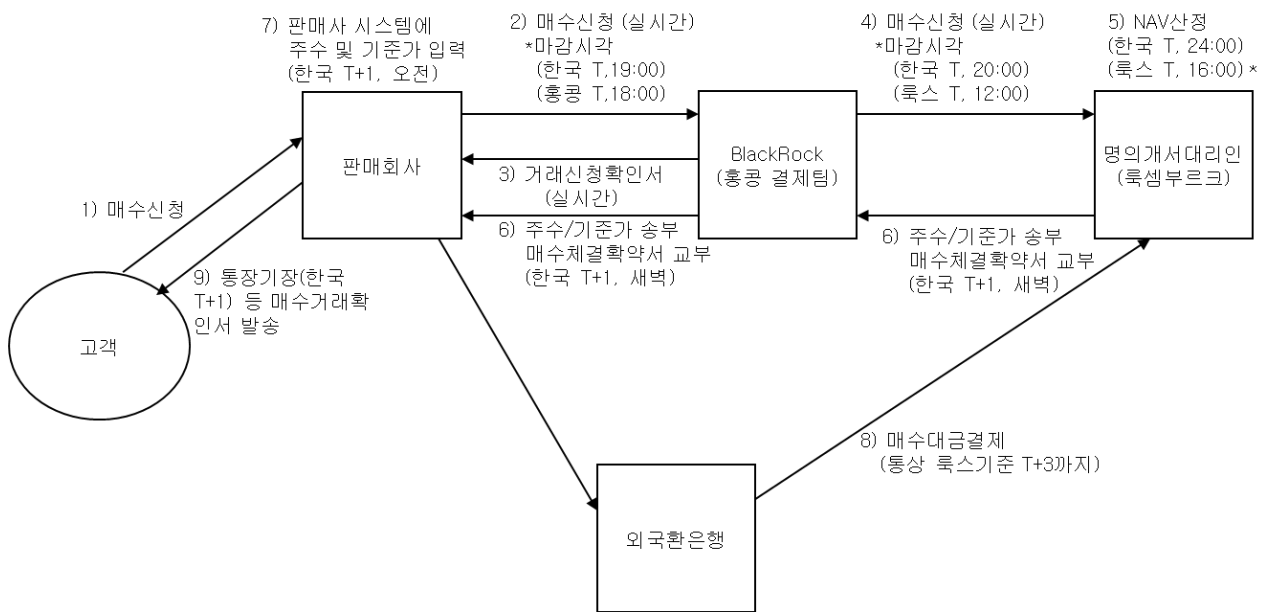 7) 판매사 시스템에
주수 및 기준가 입력
(한국 T+1, 오전)
2) 매수신청 (실시간)
*마감시각
(한국 T,19:00)
(홍콩 T,18:00)
4) 매수신청 (실시간)
*마감시각
(한국 T, 20:00)
(룩스 T, 12:00)
5) NAV산정
(한국 T, 24:00)
(룩스 T, 16:00) *
판매회사
BlackRock
(홍콩 결제팀)
명의개서대리인
(룩셈부르크)
3) 거래신청확인서
(실시간)
1) 매수신청
6) 주수/기준가 송부
매수체결확약서 교부
(한국 T+1, 새벽)
6) 주수/기준가 송부
매수체결확약서 교부
(한국 T+1, 새벽)
9) 통장기장(한국
T+1) 등 매수거래확
인서 발송
고객
8) 매수대금결제
(통상 룩스기준 T+3까지)
외국환은행